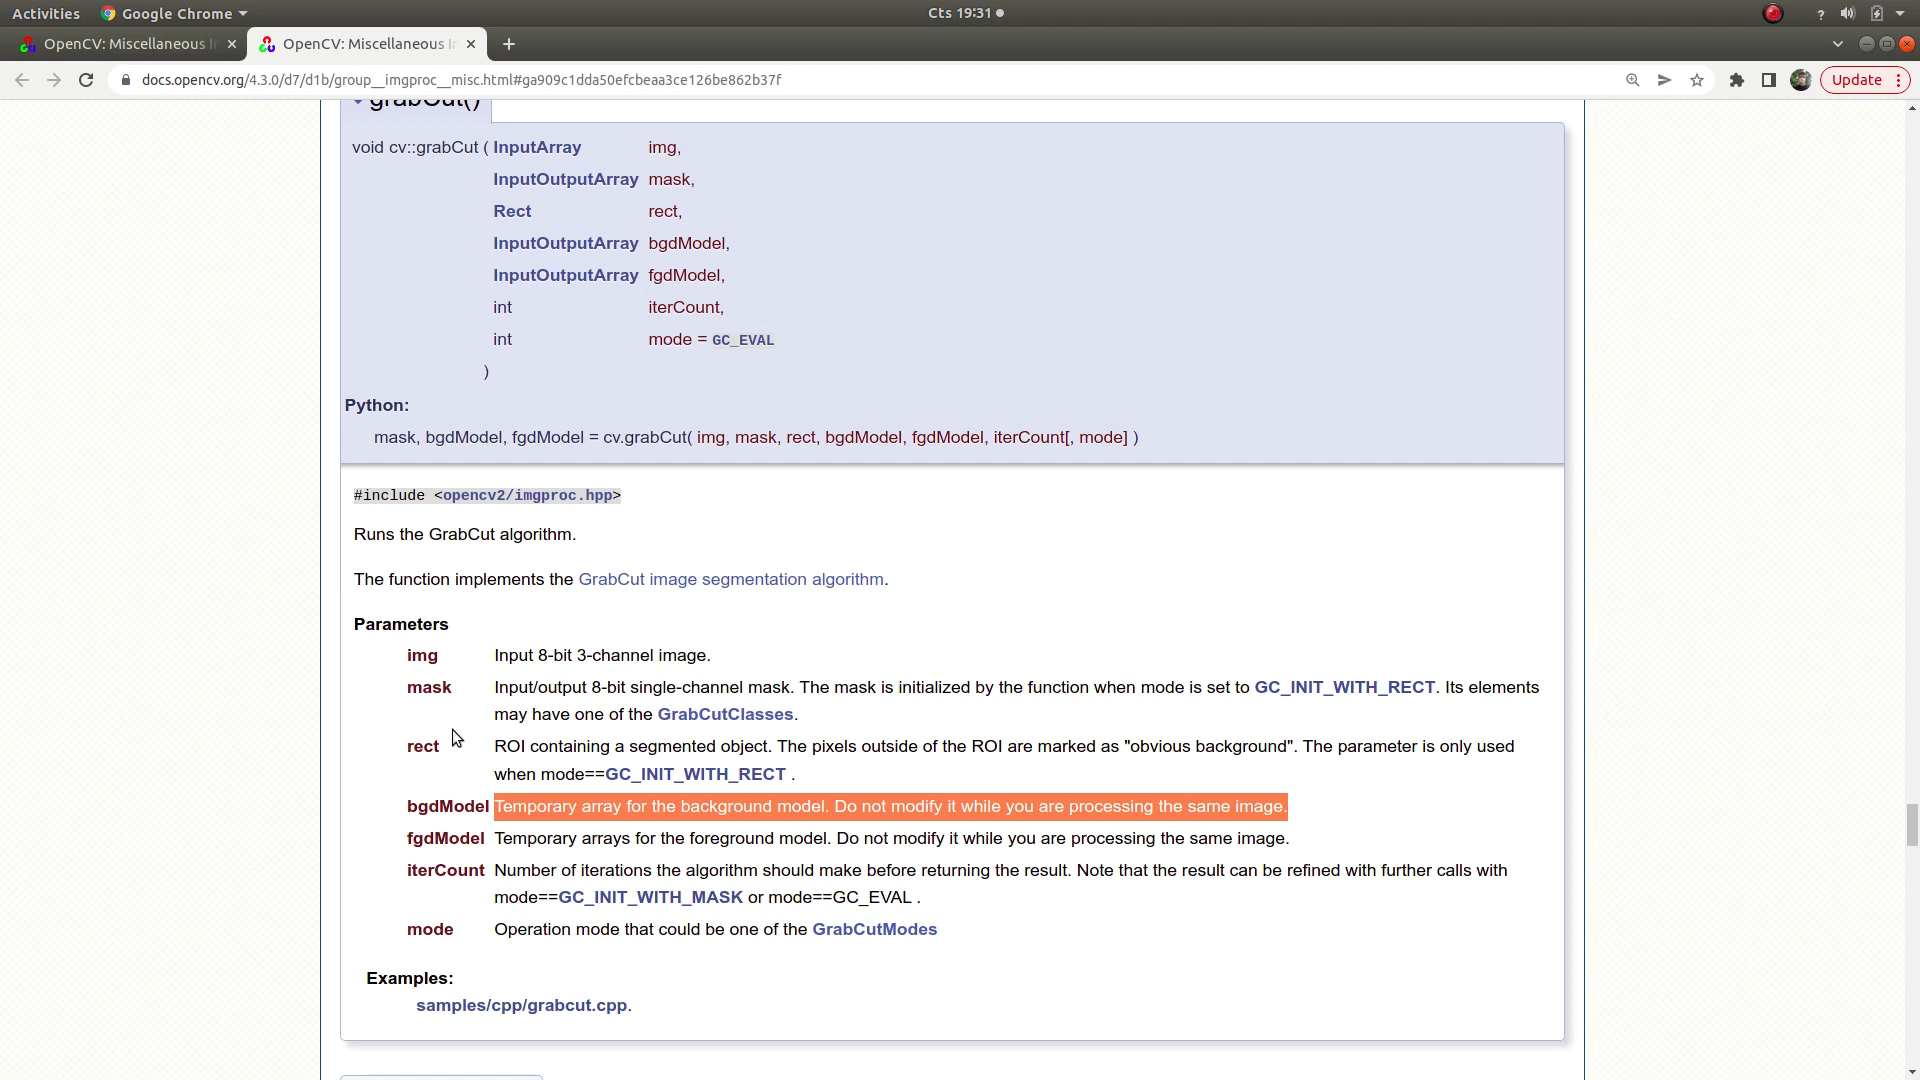 Activities Google Chrome Cts 19:31 ?
OpenCV: Miscellaneous I OpenCV: Miscellaneous I
docs.opencv.org/4.3.0/d7/d1b/group__imgproc__misc.html#ga909c1dda50efcbeaa3ce126be862b37f Update
grabCut()
void cv::grabCut ( InputArray img,
InputOutputArray mask,
Rect rect,
InputOutputArray bgdModel,
InputOutputArray fgdModel,
int iterCount,
int mode = GC_EVAL
)
Python:
mask, bgdModel, fgdModel = cv.grabCut( img, mask, rect, bgdModel, fgdModel, iterCount[, mode] )
#include <opencv2/imgproc.hpp>
Runs the GrabCut algorithm.
The function implements the GrabCut image segmentation algorithm.
Parameters
img Input 8-bit 3-channel image.
mask Input/output 8-bit single-channel mask. The mask is initialized by the function when mode is set to GC_INIT_WITH_RECT. Its elements
may have one of the GrabCutClasses.
rect ROI containing a segmented object. The pixels outside of the ROI are marked as "obvious background". The parameter is only used
when mode==GC_INIT_WITH_RECT .
bgdModel Temporary array for the background model. Do not modify it while you are processing the same image.
fgdModel Temporary arrays for the foreground model. Do not modify it while you are processing the same image.
iterCount Number of iterations the algorithm should make before returning the result. Note that the result can be refined with further calls with
mode==GC_INIT_WITH_MASK or mode==GC_EVAL .
mode Operation mode that could be one of the GrabCutModes
Examples:
samples/cpp/grabcut.cpp.